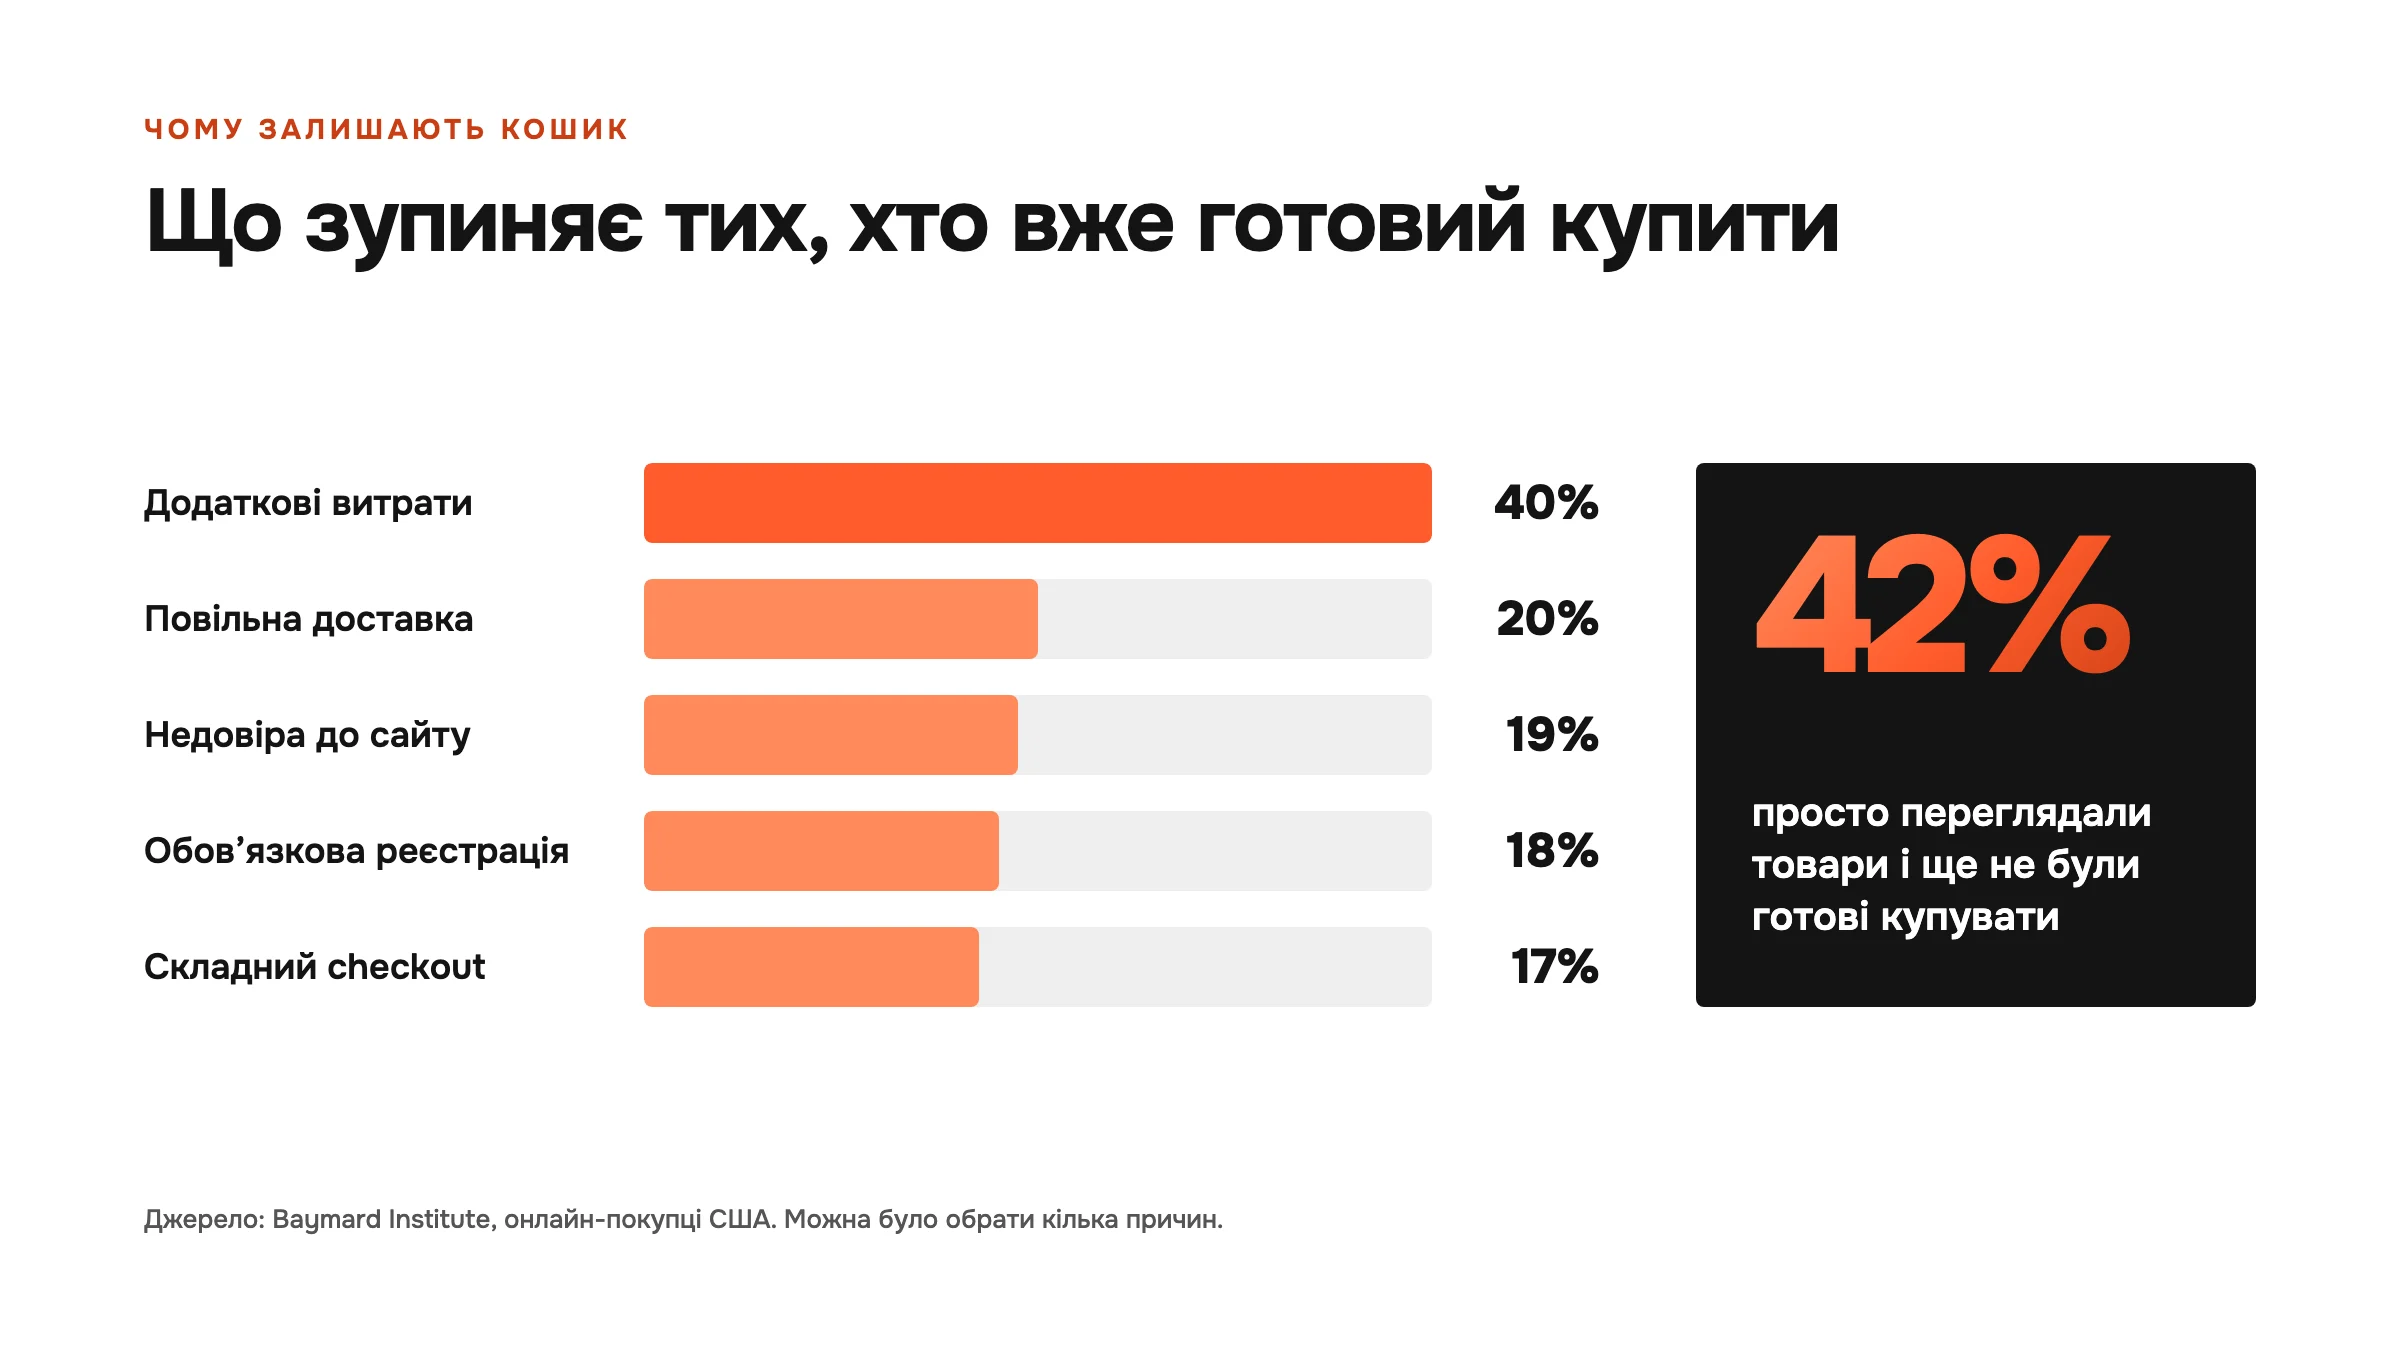 ЧОМУ ЗАЛИШАЮТЬ КОШИК
Що зупиняє тих, хто вже готовий купити
Додаткові витрати
40%
Повільна доставка
20%
Недовіра до сайту
19%
Обов’язкова реєстрація
18%
Складний checkout
17%
42%
просто переглядали
товари і ще не були
готові купувати
Джерело: Baymard Institute, онлайн-покупці США. Можна було обрати кілька причин.